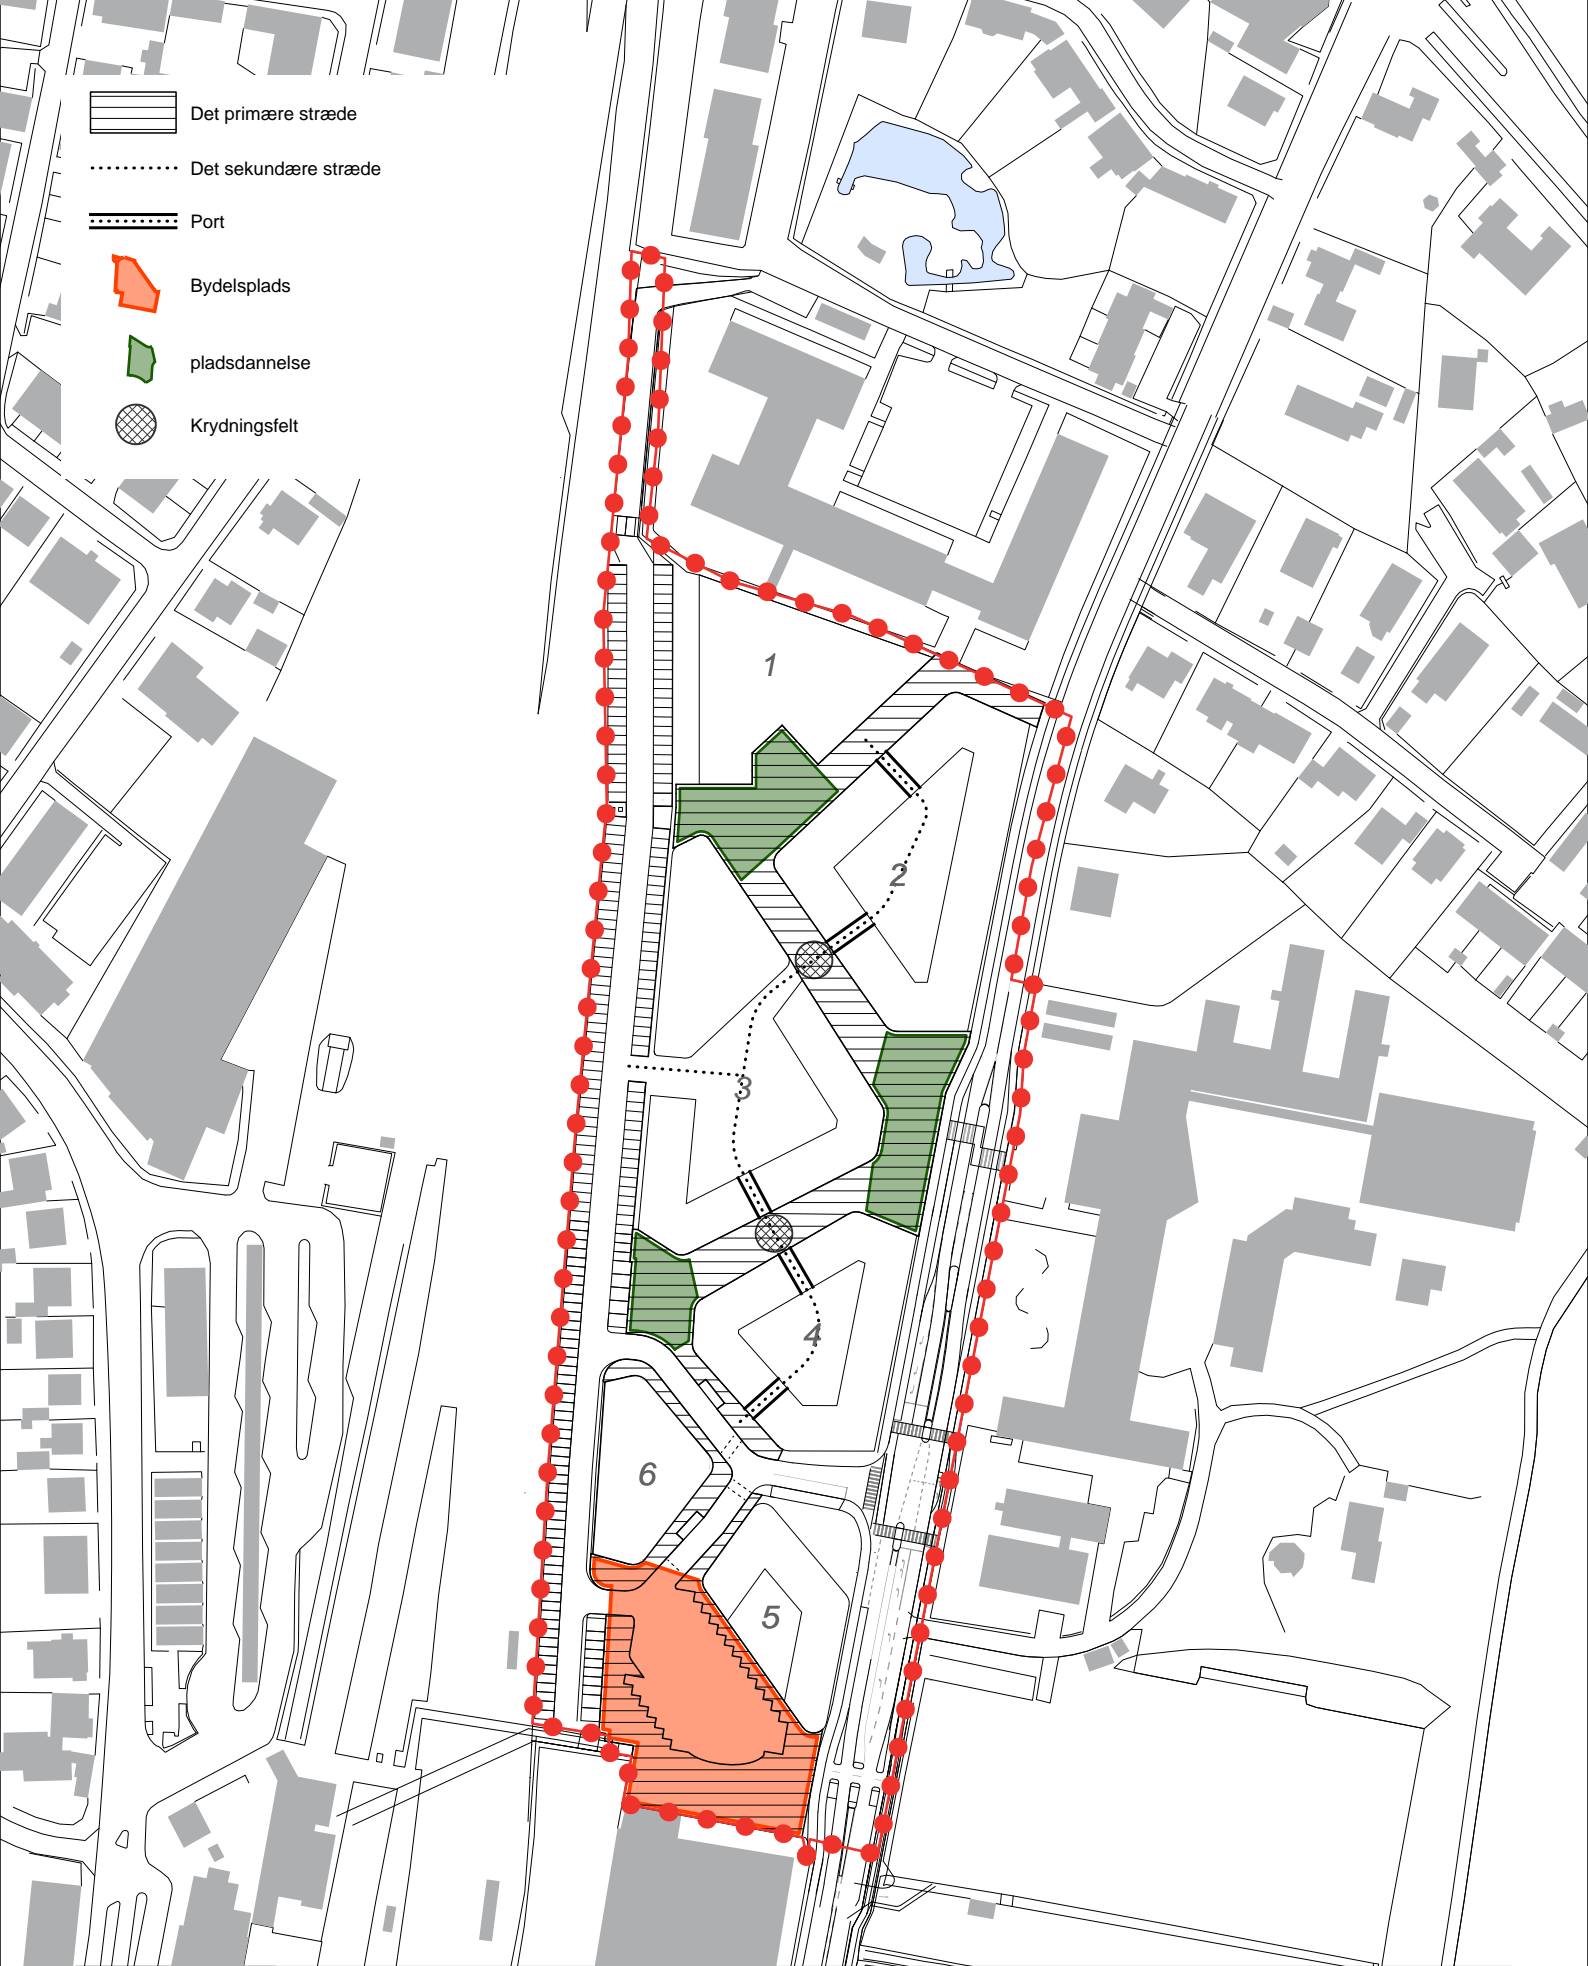 Det primære stræde
Det sekundære stræde
Port
Bydelsplads
pladsdannelse
Krydningsfelt
1
2
3
4
6
5